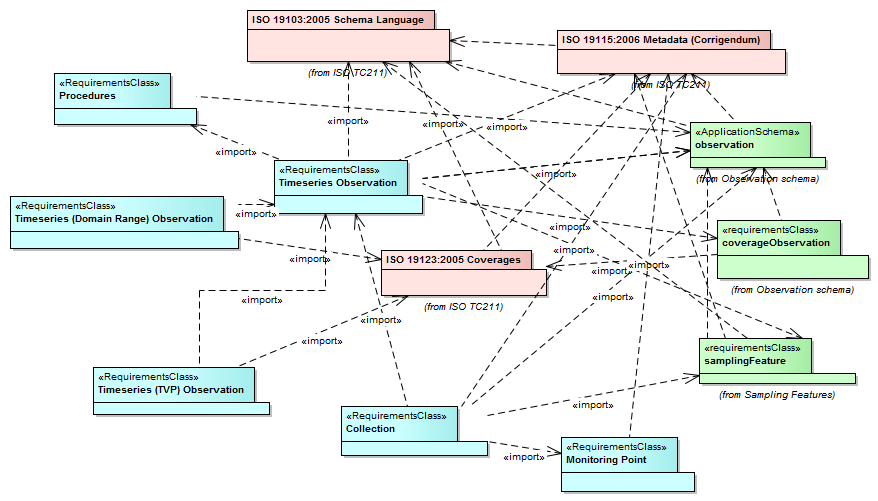 ISO 19103:2005 Schema Language
(from ISO TC211)
ISO 19115:2006 Metadata (Corrigendum)
(from ISO TC211)
«RequirementsClass»
Procedures
«import»
«import»
«import»
«ApplicationSchema»
observation
(from Observation schema)
«import»
«RequirementsClass»
Timeseries Observation
«import»
«import»
«RequirementsClass»
Timeseries (Domain Range) Observation
«import»
«import»
«requirementsClass»
coverageObservation
(from Observation schema)
«import»
ISO 19123:2005 Coverages
(from ISO TC211)
«import»
«import»
«import»
«import»
«import»
«import»
«requirementsClass»
samplingFeature
(from Sampling Features)
«RequirementsClass»
Timeseries (TVP) Observation
«RequirementsClass»
Collection
«import»
«import»
«RequirementsClass»
Monitoring Point